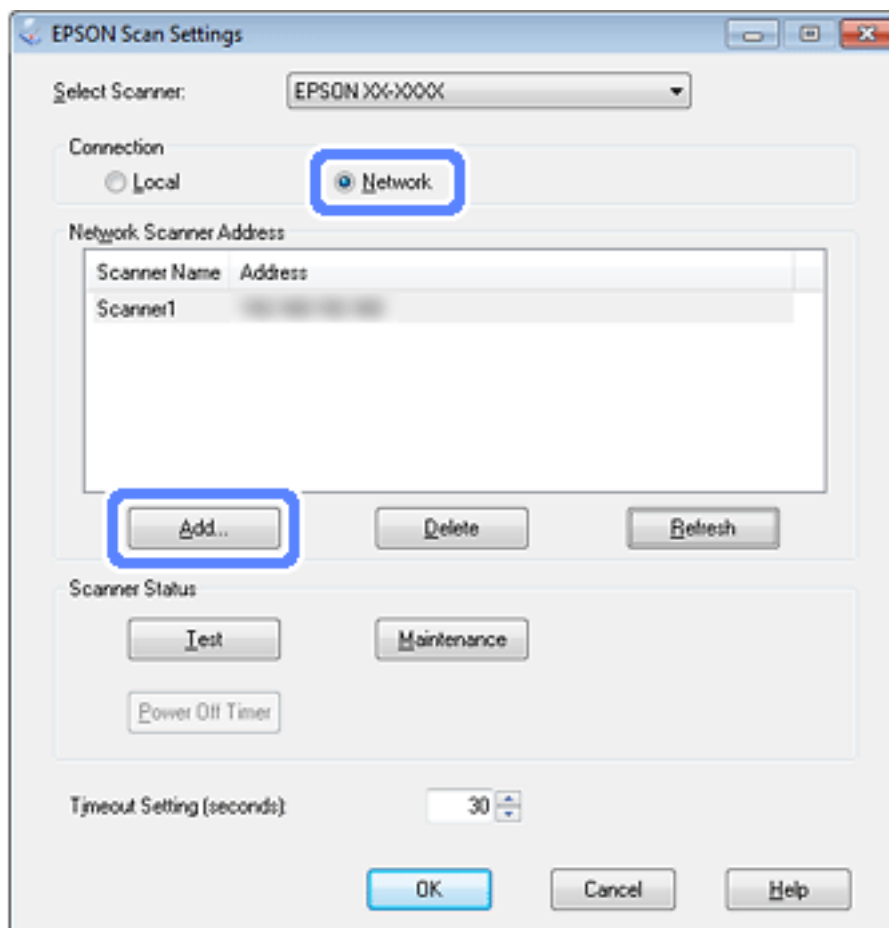 EPSON Scan Settings
Select Scanner: EPSON XX-XXXX
Connection
Local Network
Network Scanner Address
Scanner Name Address
Scanner1
Add... Delete Refresh
Scanner Status
Test Maintenance
Power Off Timer
Timeout Setting (seconds): 30
OK Cancel Help